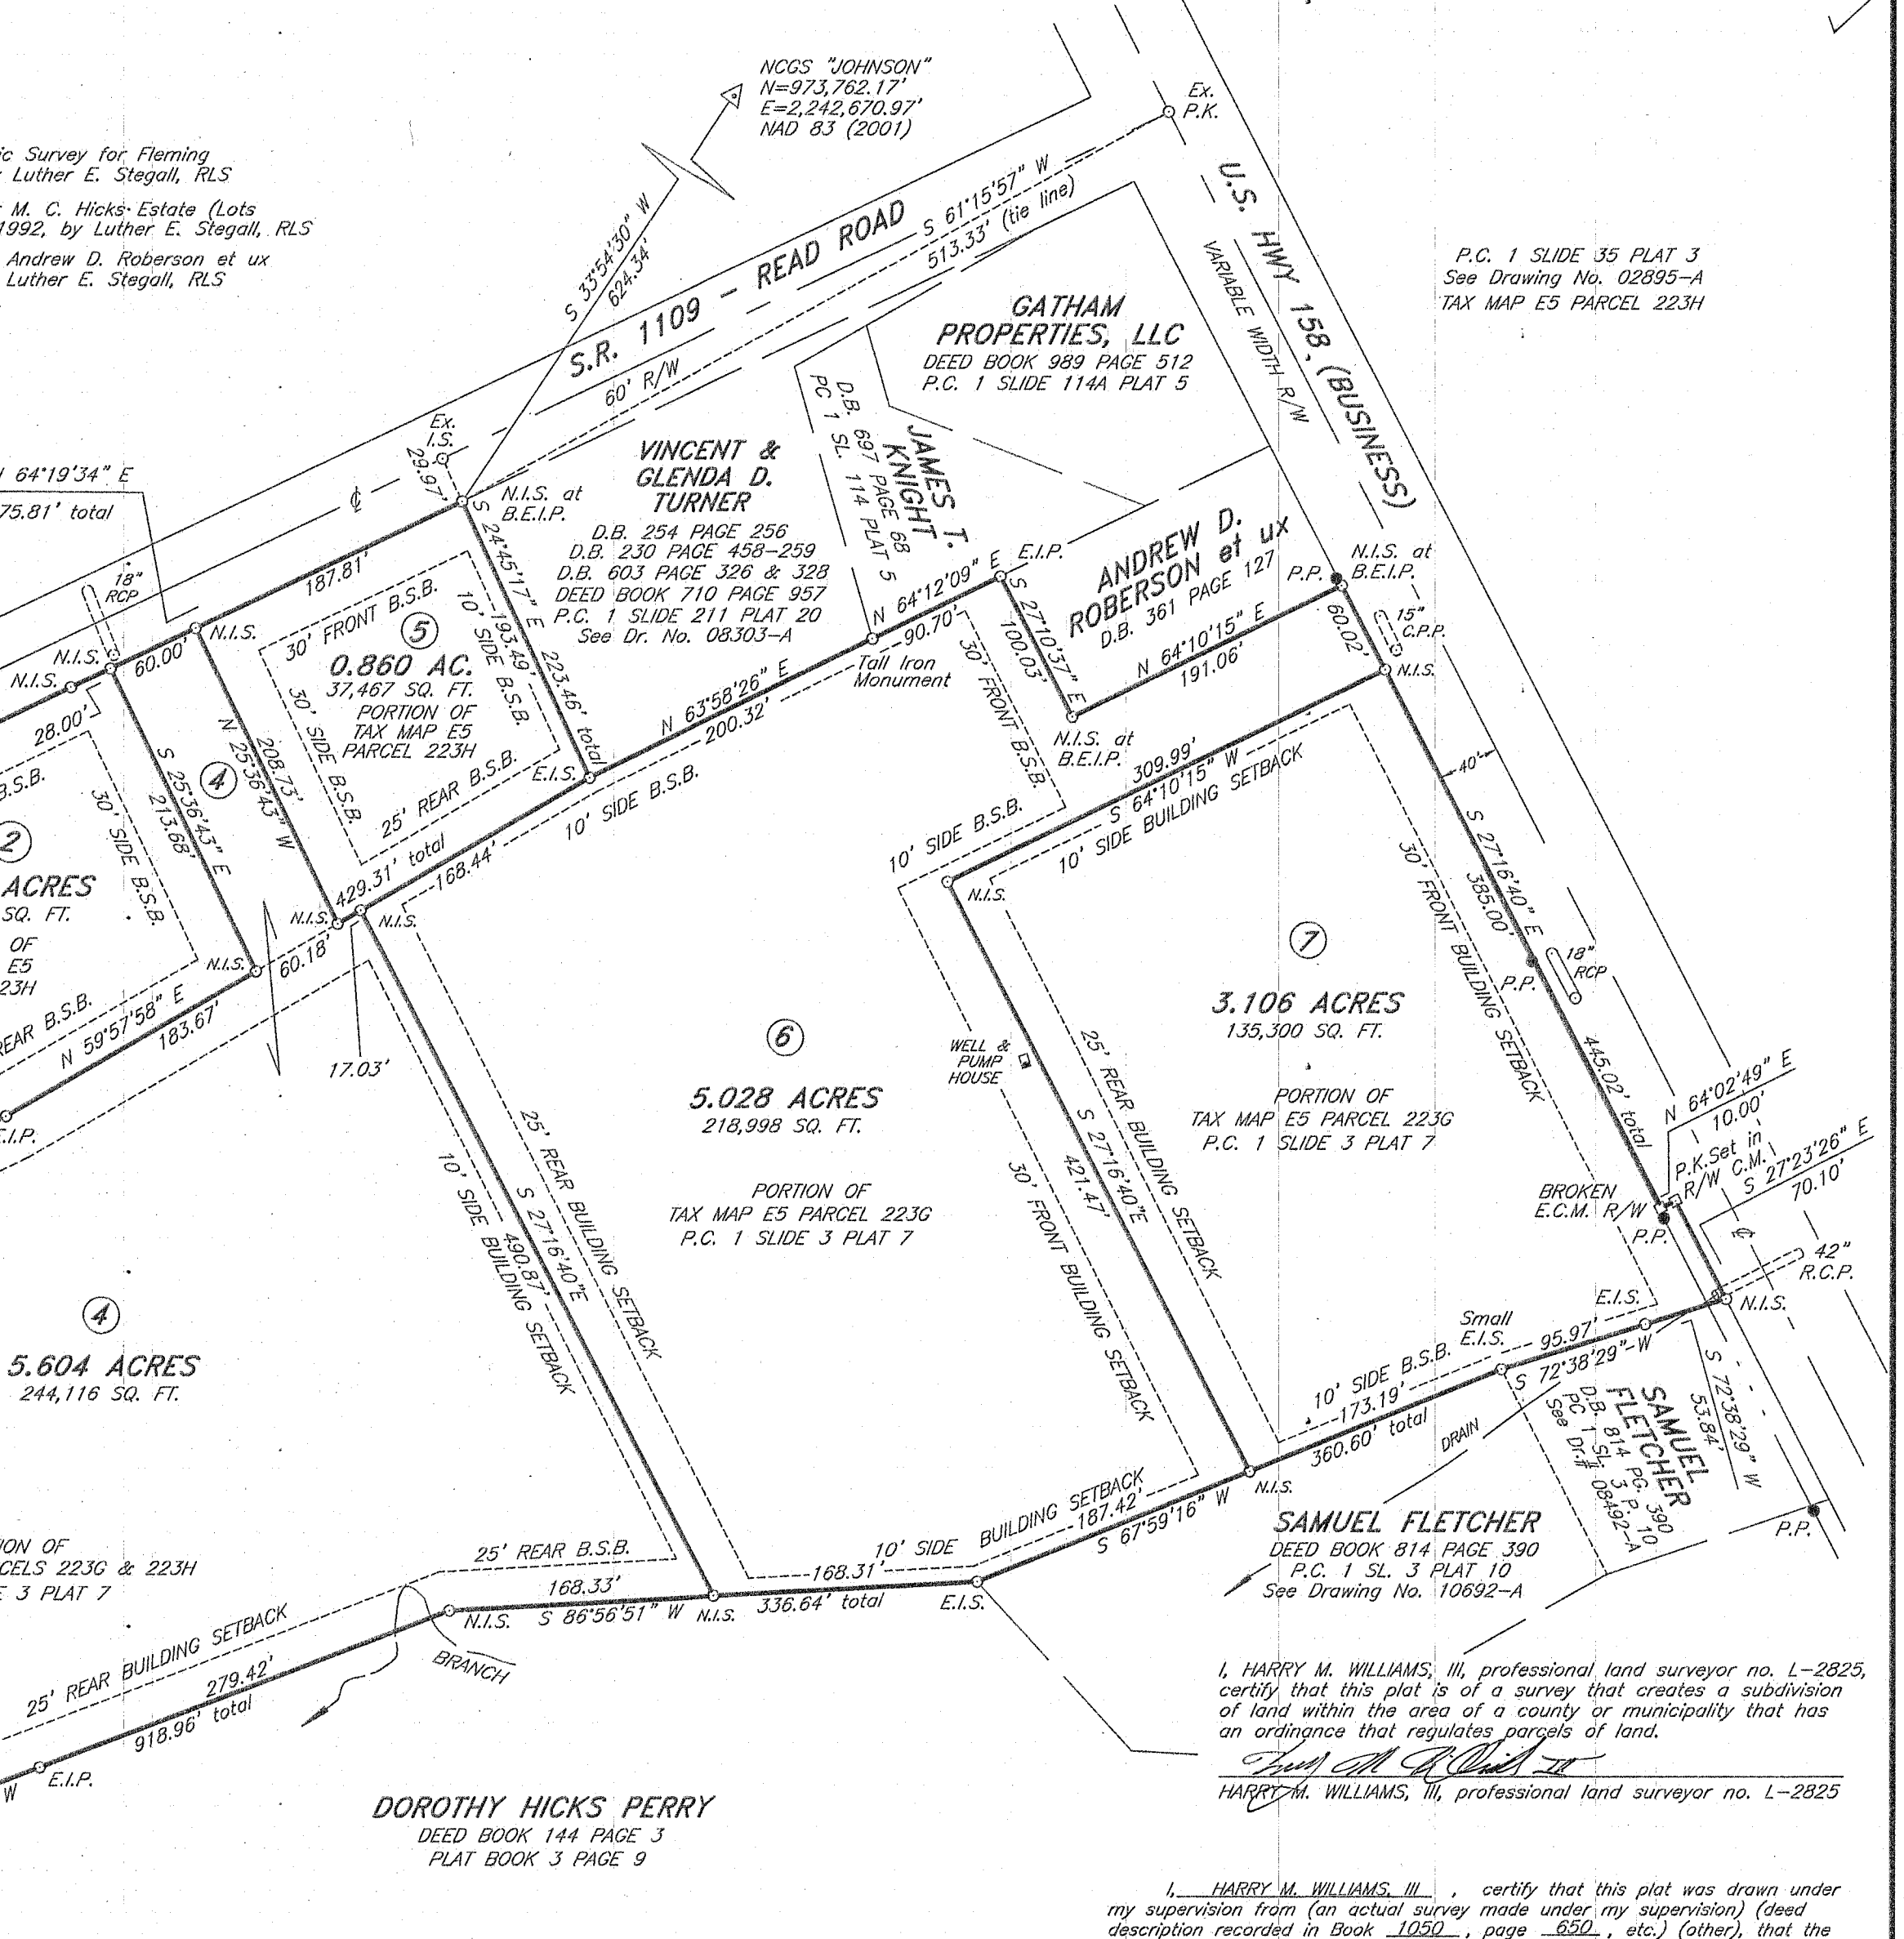 NCGS "JOHNSON"
N=973,762.17'
E=2,242,670.97'
NAD 83 (2001)
Ex.
P.K.
ic Survey for Fleming
Luther E. Stegall, RLS
M. C. Hicks Estate (Lots
1992, by Luther E. Stegall, RLS
Andrew D. Roberson et ux
Luther E. Stegall, RLS
P.C. 1 SLIDE 35 PLAT 3
See Drawing No. 02895-A
TAX MAP E5 PARCEL 223H
S 33°54'30" W
624.34'
S.R. 1109 - READ ROAD
60' R/W
S 61°15'57" W
513.33' (tie line)
U.S. HWY 158 (BUSINESS)
VARIABLE WIDTH R/W
GATHAM
PROPERTIES, LLC
DEED BOOK 989 PAGE 512
P.C. 1 SLIDE 114A PLAT 5
JAMES T.
KNIGHT
D.B. 697 PAGE 68
PC 1 SL. 114 PLAT 5
VINCENT &
GLENDA D.
TURNER
D.B. 254 PAGE 256
D.B. 230 PAGE 458-259
D.B. 603 PAGE 326 & 328
DEED BOOK 710 PAGE 957
P.C. 1 SLIDE 211 PLAT 20
See Dr. No. 08303-A
Ex.
I.S.
29.97'
N.I.S. at
B.E.I.P.
64°19'34" E
75.81' total
18"
RCP
N.I.S.
N.I.S.
60.00'
N.I.S.
187.81'
28.00'
30' FRONT B.S.B.
5
0.860 AC.
37,467 SQ. FT.
PORTION OF
TAX MAP E5
PARCEL 223H
10' SIDE B.S.B.
193.49'
S 24°45'17" E
223.46' total
30' SIDE B.S.B.
25' REAR B.S.B.
E.I.S.
208.73'
N 25°36'43" W
4
S 25°36'43" E
213.68'
B.S.B.
30' SIDE B.S.B.
2
ACRES
SQ. FT.
OF
E5
23H
N 63°58'26" E
200.32'
10' SIDE B.S.B.
N 64°12'09" E
90.70'
Tall Iron
Monument
E.I.P.
S 27°10'37" E
100.03'
30' FRONT B.S.B.
ANDREW D.
ROBERSON et ux
D.B. 361 PAGE 127
N 64°10'15" E
191.06'
P.P.
N.I.S. at
B.E.I.P.
60.02'
15"
C.P.P.
N.I.S.
N.I.S. at
B.E.I.P.
309.99'
S 64°10'15" W
10' SIDE BUILDING SETBACK
10' SIDE B.S.B.
N.I.S.
40'
S 27°16'40" E
385.00'
445.02' total
30' FRONT BUILDING SETBACK
P.P.
18"
RCP
429.31' total
168.44'
N.I.S.
N.I.S.
N.I.S.
60.18'
17.03'
REAR B.S.B.
N 59°57'58" E
183.67'
E.I.P.
6
5.028 ACRES
218,998 SQ. FT.
PORTION OF
TAX MAP E5 PARCEL 223G
P.C. 1 SLIDE 3 PLAT 7
WELL &
PUMP
HOUSE
7
3.106 ACRES
135,300 SQ. FT.
PORTION OF
TAX MAP E5 PARCEL 223G
P.C. 1 SLIDE 3 PLAT 7
25' REAR BUILDING SETBACK
S 27°16'40"E
490.87'
10' SIDE BUILDING SETBACK
25' REAR BUILDING SETBACK
S 27°16'40"E
421.47'
30' FRONT BUILDING SETBACK
N 64°02'49" E
10.00'
P.K.Set in
R/W C.M.
S 27°23'26" E
70.10'
BROKEN
E.C.M. R/W
P.P.
42"
R.C.P.
N.I.S.
E.I.S.
Small
E.I.S.
95.97'
S 72°38'29" W
S 72°38'29" W
53.84'
10' SIDE B.S.B.
173.19'
360.60' total
DRAIN
SAMUEL
FLETCHER
D.B. 814 PG. 390
PC 1 SL. 3 P. 10
See Dr.# 08492-A
P.P.
4
5.604 ACRES
244,116 SQ. FT.
ION OF
CELS 223G & 223H
E 3 PLAT 7
N.I.S.
SAMUEL FLETCHER
DEED BOOK 814 PAGE 390
P.C. 1 SL. 3 PLAT 10
See Drawing No. 10692-A
10' SIDE BUILDING SETBACK
187.42'
S 67°59'16" W
168.31'
336.64' total
E.I.S.
25' REAR B.S.B.
168.33'
S 86°56'51" W
N.I.S.
N.I.S.
BRANCH
25' REAR BUILDING SETBACK
279.42'
918.96' total
E.I.P.
W
DOROTHY HICKS PERRY
DEED BOOK 144 PAGE 3
PLAT BOOK 3 PAGE 9
I, HARRY M. WILLIAMS, III, professional land surveyor no. L-2825,
certify that this plat is of a survey that creates a subdivision
of land within the area of a county or municipality that has
an ordinance that regulates parcels of land.
HARRY M. WILLIAMS, III, professional land surveyor no. L-2825
I, HARRY M. WILLIAMS, III , certify that this plat was drawn under
my supervision from (an actual survey made under my supervision) (deed
description recorded in Book 1050 , page 650 , etc.) (other), that the